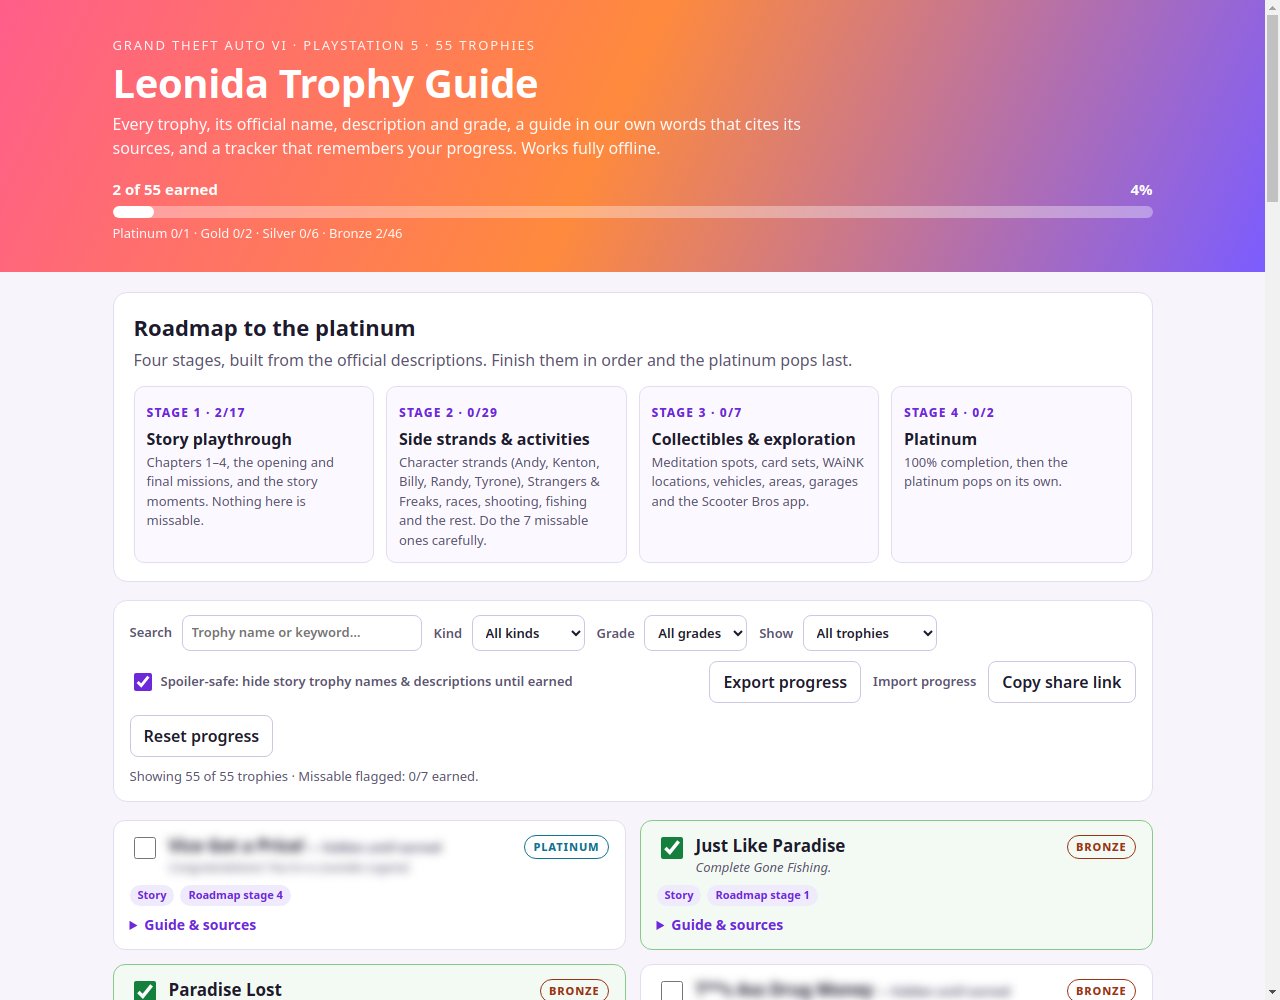 GRAND THEFT AUTO VI · PLAYSTATION 5 · 55 TROPHIES
Leonida Trophy Guide
Every trophy, its official name, description and grade, a guide in our own words that cites its
sources, and a tracker that remembers your progress. Works fully offline.
2 of 55 earned
4%
Platinum 0/1 · Gold 0/2 · Silver 0/6 · Bronze 2/46
Roadmap to the platinum
Four stages, built from the official descriptions. Finish them in order and the platinum pops last.
STAGE 1 · 2/17
Story playthrough
Chapters 1–4, the opening and
final missions, and the story
moments. Nothing here is
missable.
STAGE 2 · 0/29
Side strands & activities
Character strands (Andy, Kenton,
Billy, Randy, Tyrone), Strangers &
Freaks, races, shooting, fishing
and the rest. Do the 7 missable
ones carefully.
STAGE 3 · 0/7
Collectibles & exploration
Meditation spots, card sets, WAiNK
locations, vehicles, areas, garages
and the Scooter Bros app.
STAGE 4 · 0/2
Platinum
100% completion, then the
platinum pops on its own.
Search
Trophy name or keyword...
Kind
All kinds
Grade
All grades
Show
All trophies
Spoiler-safe: hide story trophy names & descriptions until earned
Export progress
Import progress
Copy share link
Reset progress
Showing 55 of 55 trophies · Missable flagged: 0/7 earned.
PLATINUM
Story
Roadmap stage 4
Guide & sources
Just Like Paradise
BRONZE
Complete Gone Fishing.
Story
Roadmap stage 1
Guide & sources
Paradise Lost
BRONZE
BRONZE